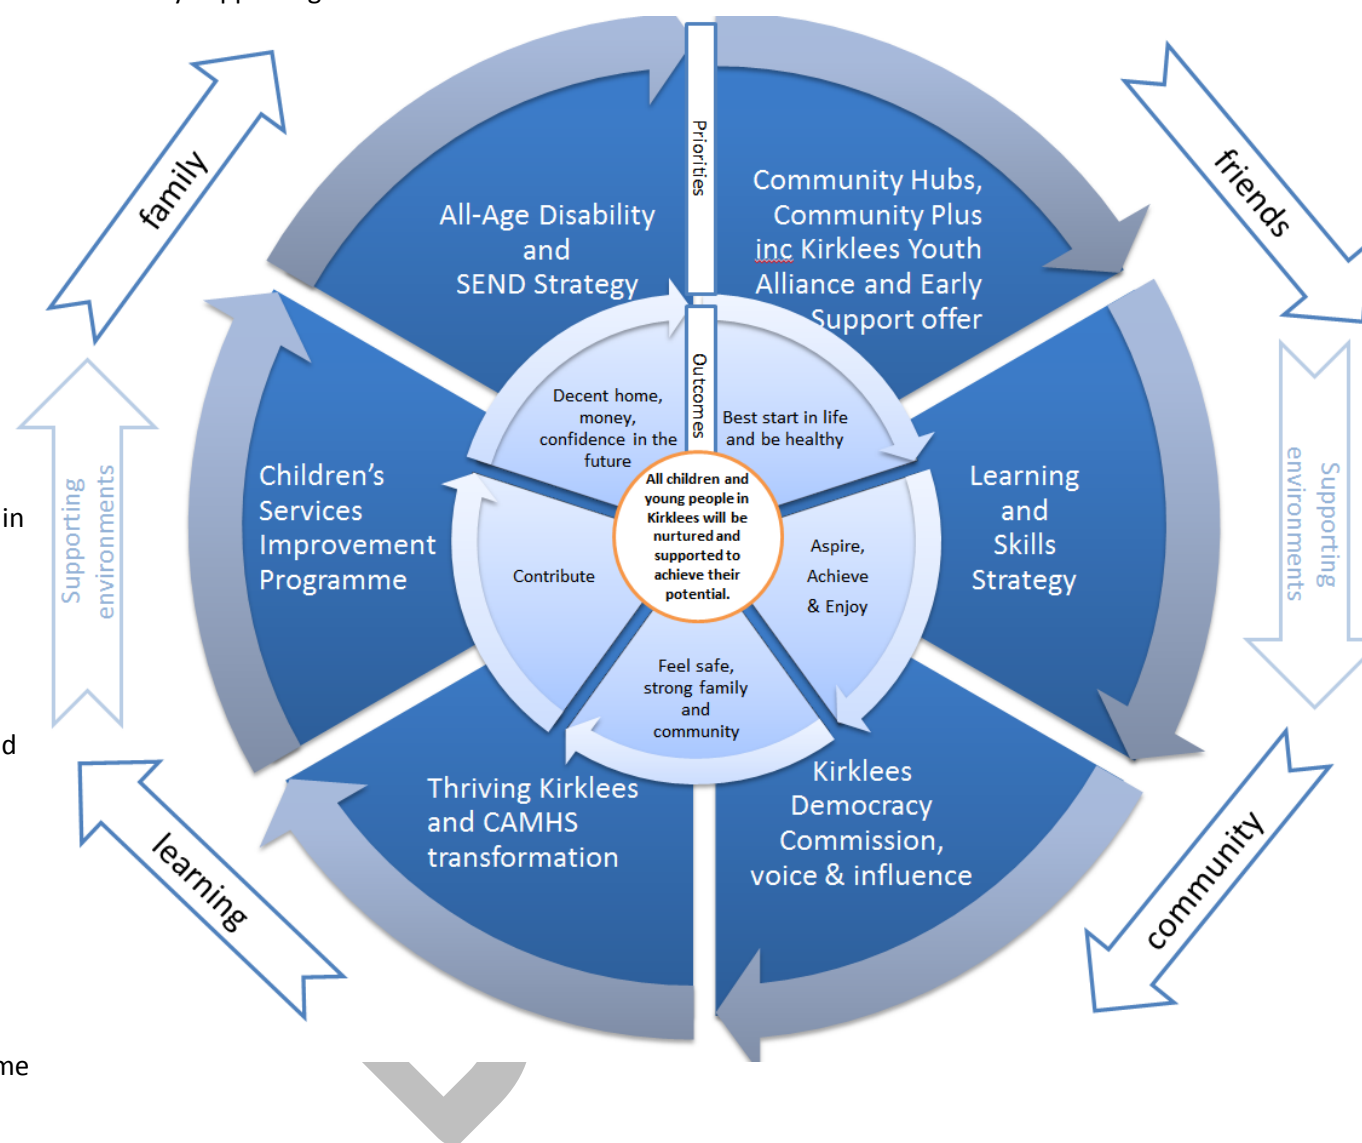 family
friends
Priorities
All-Age Disability
and
SEND Strategy
Community Hubs,
Community Plus
inc Kirklees Youth
Alliance and Early
Support offer
Outcomes
Decent home,
money,
confidence in the
future
Best start in life
and be healthy
Supporting
environments
Children’s
Services
Improvement
Programme
Contribute
All children and
young people in
Kirklees will be
nurtured and
supported to
achieve their
potential.
Aspire,
Achieve
& Enjoy
Learning
and
Skills
Strategy
Supporting
environments
in
Feel safe,
strong family
and
community
Thriving Kirklees
and CAMHS
transformation
Kirklees
Democracy
Commission,
voice & influence
learning
community